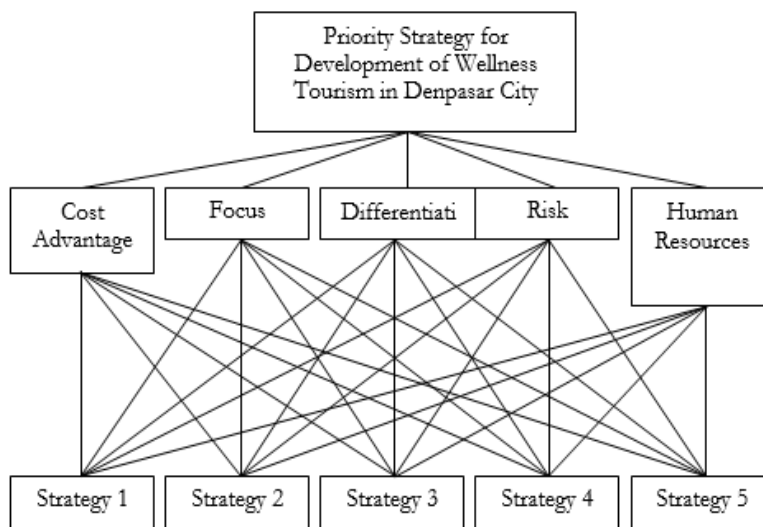 Priority Strategy for
Development of Wellness
Tourism in Denpasar City
Cost
Advantage
Focus
Differentiati
Risk
Human
Resources
Strategy 1
Strategy 2
Strategy 3
Strategy 4
Strategy 5